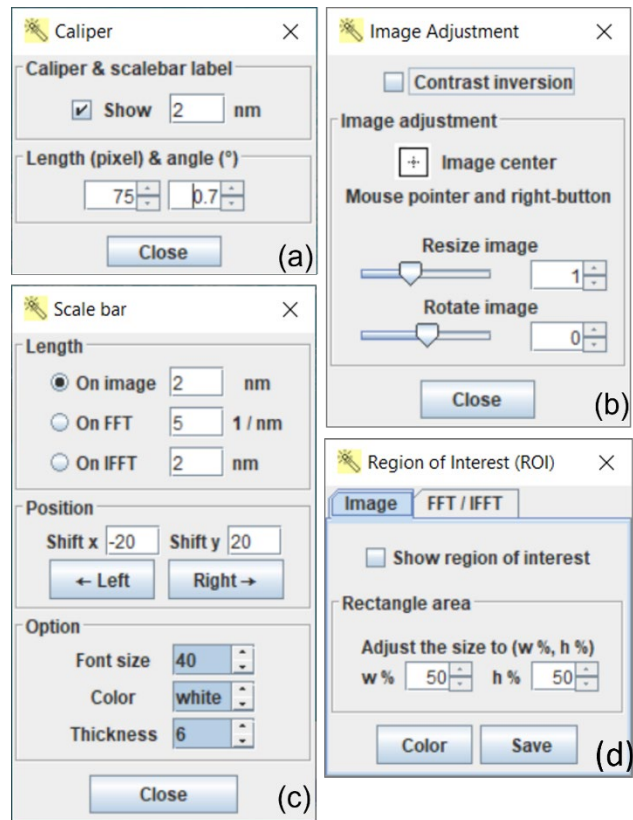 Caliper
Caliper & scalebar label
Show 2 nm
Length (pixel) & angle (°)
75 0.7
Close
(a)
Image Adjustment
Contrast inversion
Image adjustment
Image center
Mouse pointer and right-button
Resize image
1
Rotate image
0
Close
(b)
Scale bar
Length
On image 2 nm
On FFT 5 1 / nm
On IFFT 2 nm
Position
Shift x -20 Shift y 20
← Left Right →
Option
Font size 40
Color white
Thickness 6
Close
(c)
Region of Interest (ROI)
Image FFT / IFFT
Show region of interest
Rectangle area
Adjust the size to (w %, h %)
w % 50 h % 50
Color Save
(d)